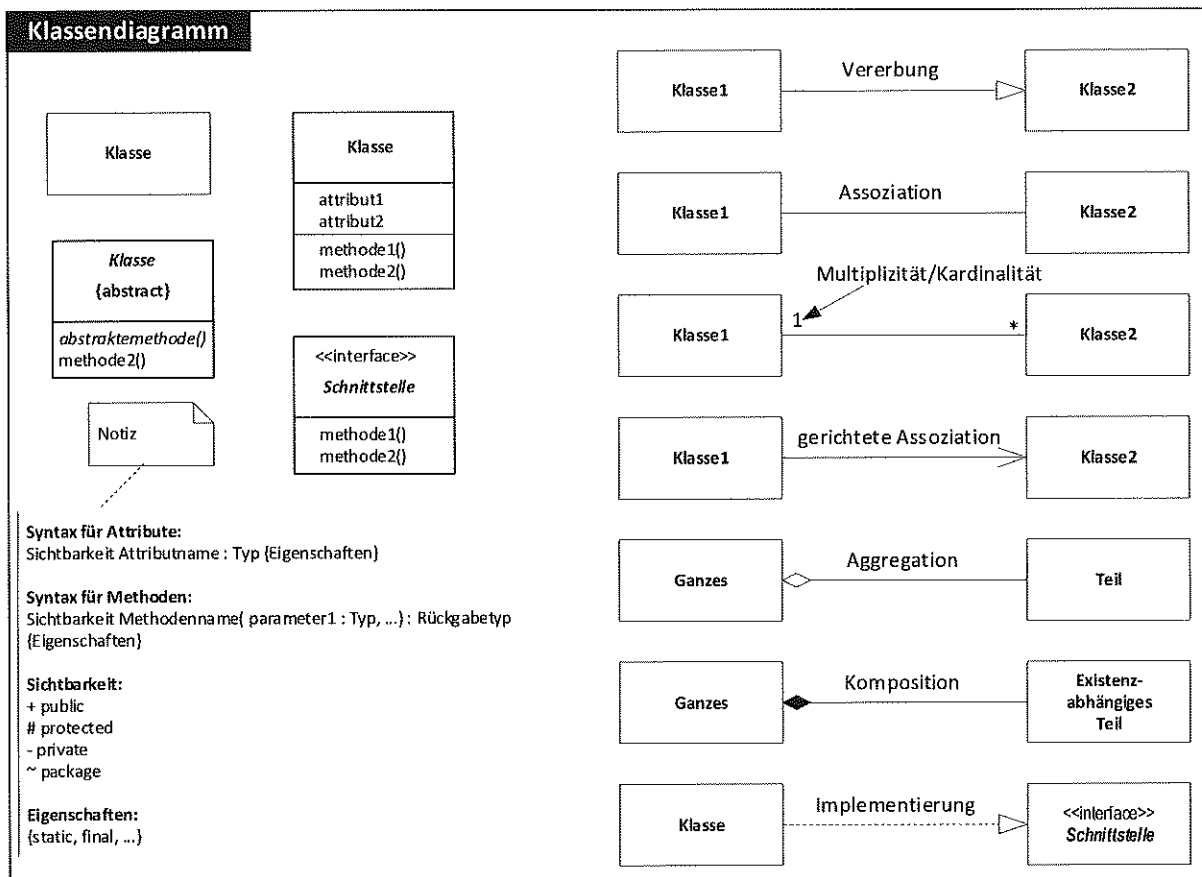 Klassendiagramm
Klasse
Klasse
attribut1
attribut2
methode1()
methode2()
Klasse
{abstract}
abstraktemethode()
methode2()
<<interface>>
Schnittstelle
methode1()
methode2()
Notiz
Syntax für Attribute:
Sichtbarkeit Attributname : Typ {Eigenschaften}
Syntax für Methoden:
Sichtbarkeit Methodenname( parameter1 : Typ, ...) : Rückgabetyp
{Eigenschaften}
Sichtbarkeit:
+ public
# protected
- private
~ package
Eigenschaften:
{static, final, ...}
Klasse1
Vererbung
Klasse2
Klasse1
Assoziation
Klasse2
Multiplizität/Kardinalität
Klasse1
1
*
Klasse2
Klasse1
gerichtete Assoziation
Klasse2
Ganzes
Aggregation
Teil
Ganzes
Komposition
Existenz-
abhängiges
Teil
Klasse
Implementierung
<<interface>>
Schnittstelle